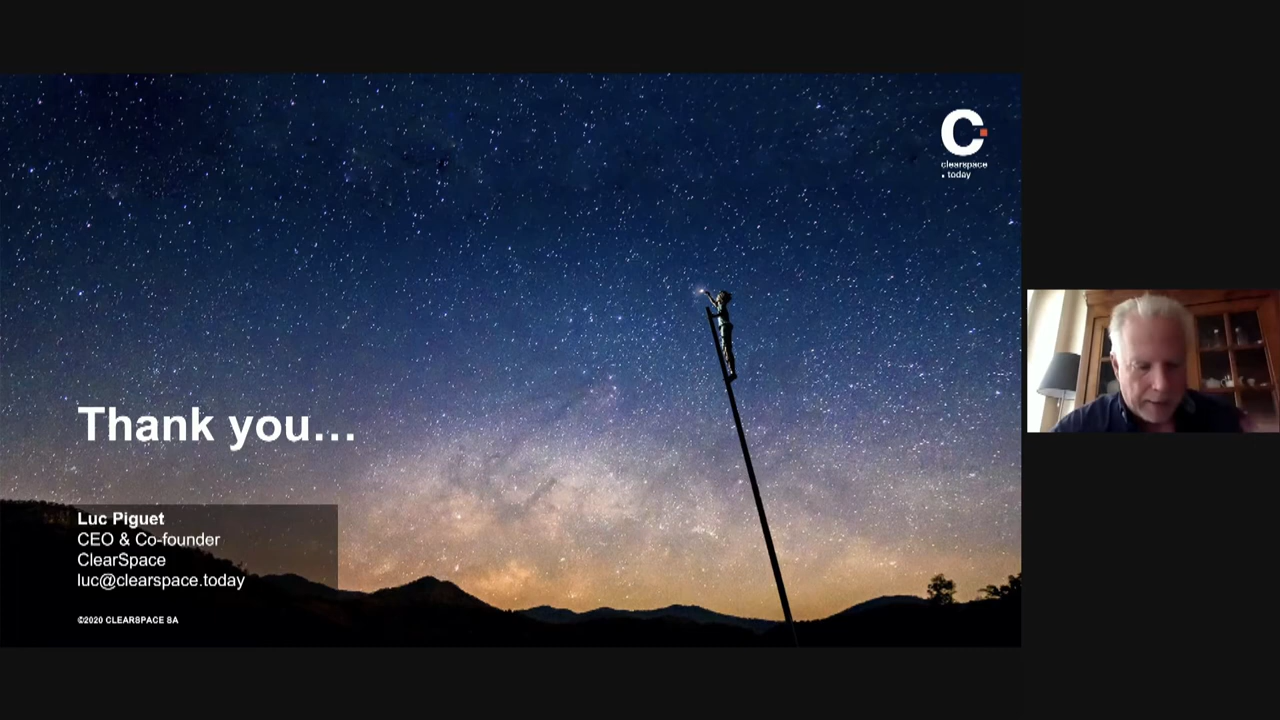 clearspace
. today
Thank you...
Luc Piguet
CEO & Co-founder
ClearSpace
luc@clearspace.today
©2020 CLEARSPACE SA